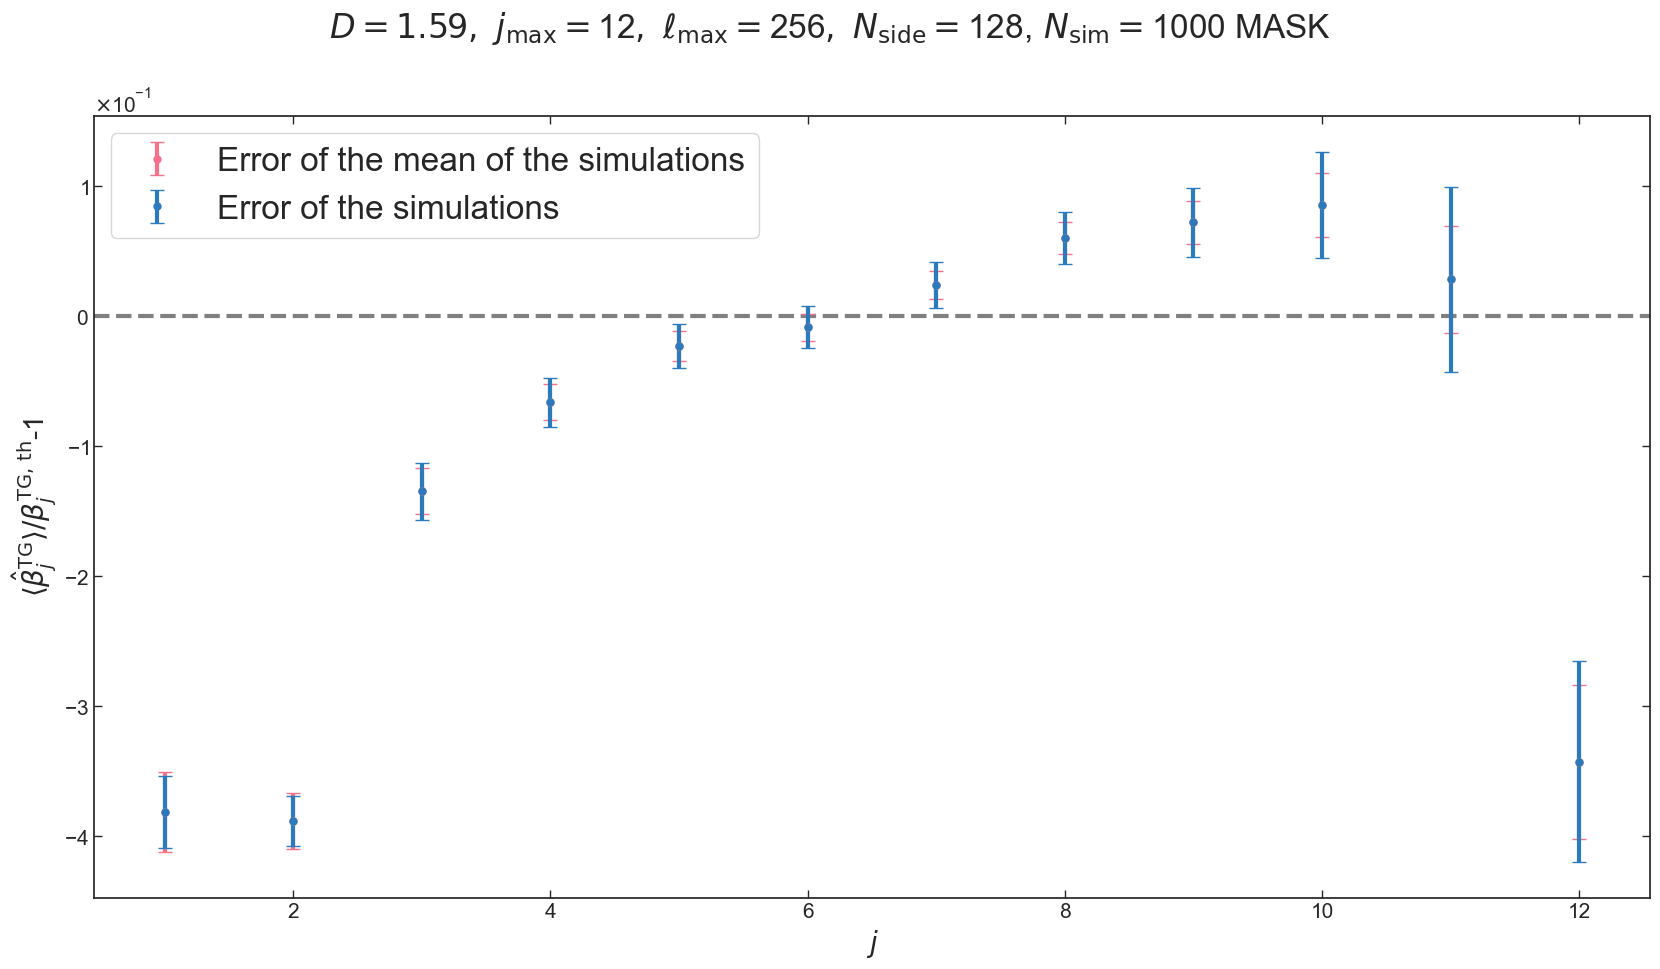 D = 1.59, j_max = 12, ℓ_max = 256, N_side = 128, N_sim = 1000 MASK
×10⁻¹
Error of the mean of the simulations
Error of the simulations
1
0
−1
−2
−3
−4
⟨β̂_j^TG⟩/β_j^TG, th-1
2 4 6 8 10 12
j